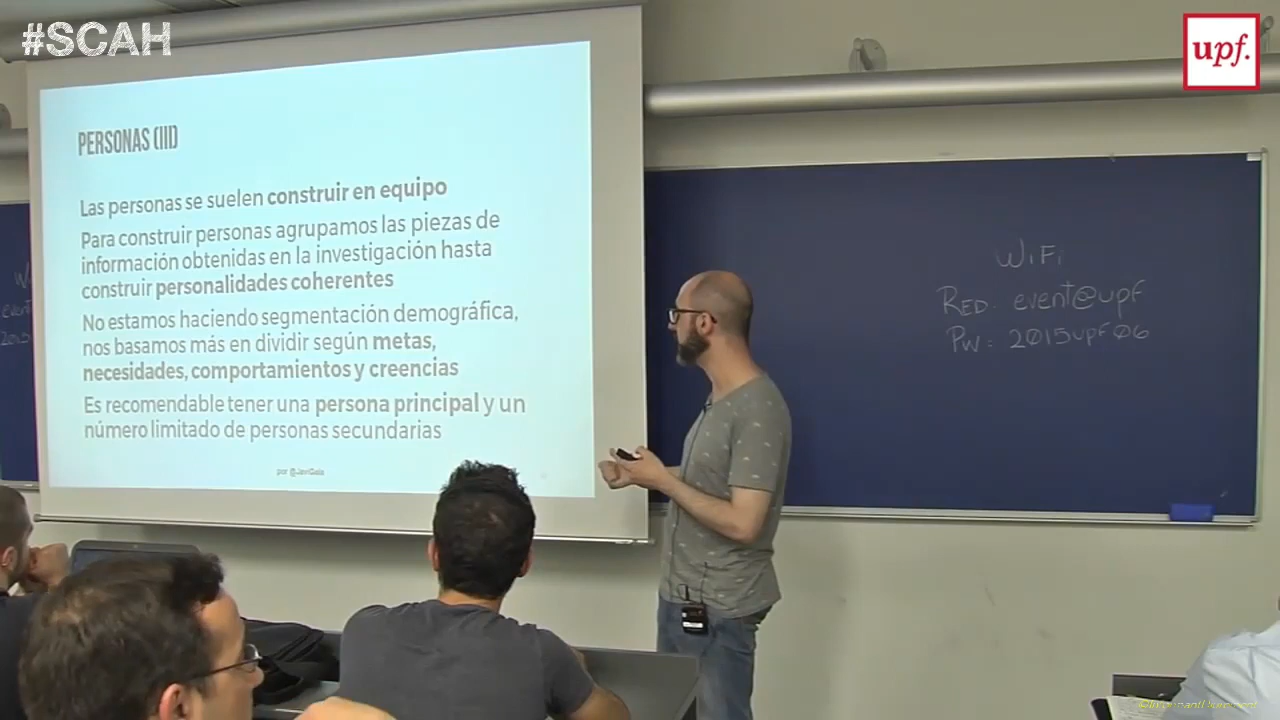 #SCAH
upf.
PERSONAS (III)
Las personas se suelen construir en equipo
Para construir personas agrupamos las piezas de
información obtenidas en la investigación hasta
construir personalidades coherentes
No estamos haciendo segmentación demográfica,
nos basamos más en dividir según metas,
necesidades, comportamientos y creencias
Es recomendable tener una persona principal y un
número limitado de personas secundarias
por @JaviGala
WiFi
RED: event@upf
PW: 2015upf06